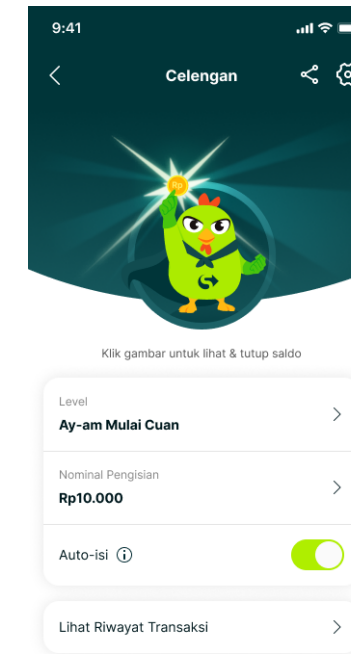 9:41
Celengan
Rp
Klik gambar untuk lihat & tutup saldo
Level
Ay-am Mulai Cuan
Nominal Pengisian
Rp10.000
Auto-isi
Lihat Riwayat Transaksi